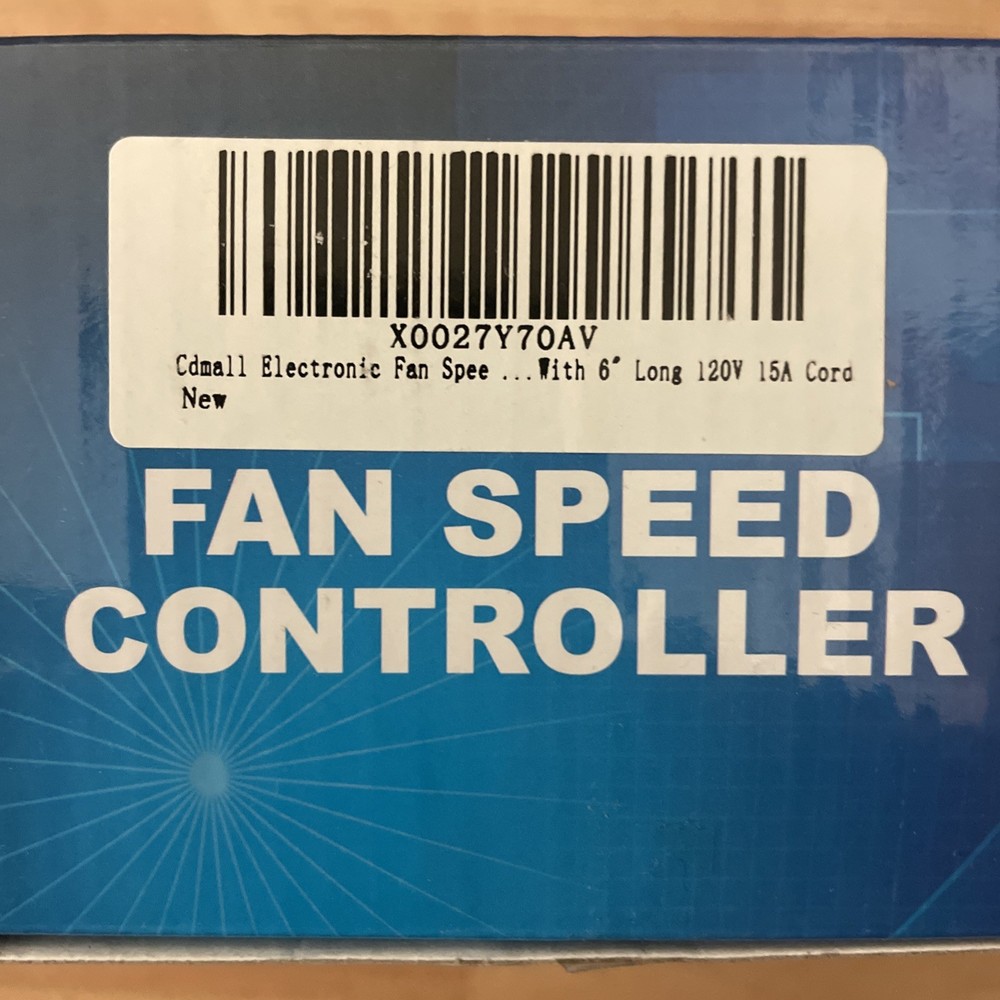 X0027Y70AV
Cdmall Electronic Fan Spee ...With 6" Long 120V 15A Cord
New
FAN SPEED
CONTROLLER